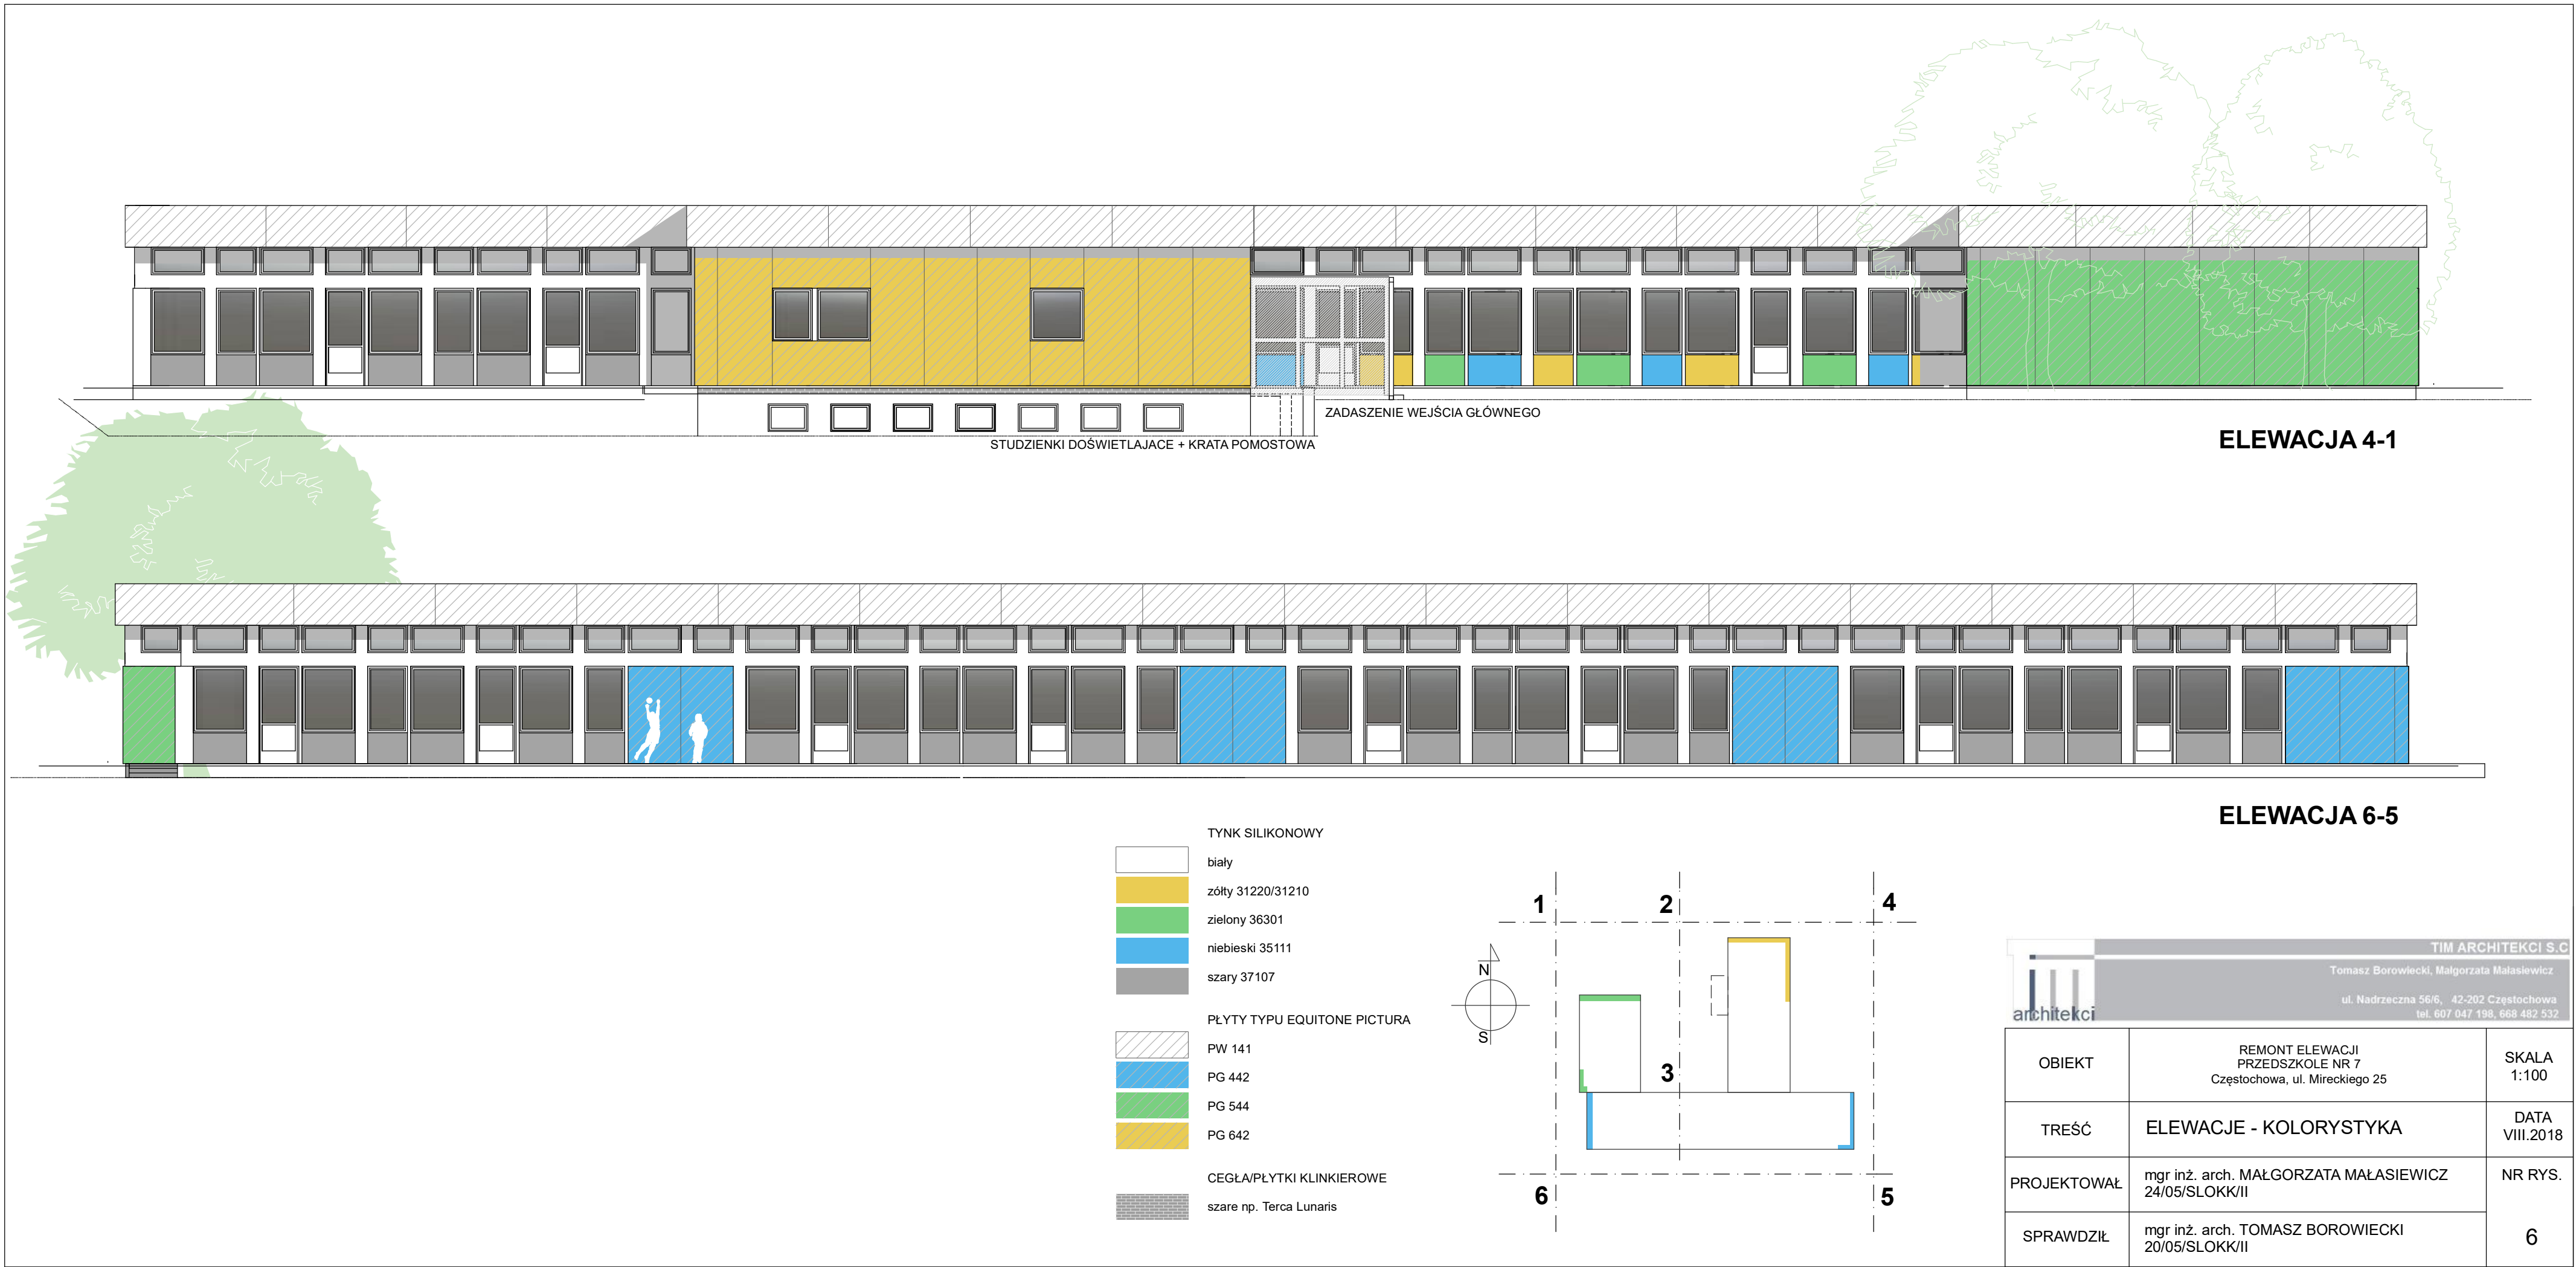 ZADASZENIE WEJŚCIA GŁÓWNEGO
STUDZIENKI DOŚWIETLAJACE + KRATA POMOSTOWA
ELEWACJA 4-1
ELEWACJA 6-5
TYNK SILIKONOWY
biały
zółty 31220/31210
zielony 36301
niebieski 35111
szary 37107
PŁYTY TYPU EQUITONE PICTURA
PW 141
PG 442
PG 544
PG 642
CEGŁA/PŁYTKI KLINKIEROWE
szare np. Terca Lunaris
1
2
4
N
S
3
6
5
TIM ARCHITEKCI S.C
Tomasz Borowiecki, Małgorzata Małasiewicz
ul. Nadrzeczna 56/6, 42-202 Częstochowa
tel. 607 047 198, 668 482 532
architekci
OBIEKT
REMONT ELEWACJI
PRZEDSZKOLE NR 7
Częstochowa, ul. Mireckiego 25
SKALA
1:100
TREŚĆ
ELEWACJE - KOLORYSTYKA
DATA
VIII.2018
PROJEKTOWAŁ
mgr inż. arch. MAŁGORZATA MAŁASIEWICZ
24/05/SLOKK/II
NR RYS.
SPRAWDZIŁ
mgr inż. arch. TOMASZ BOROWIECKI
20/05/SLOKK/II
6